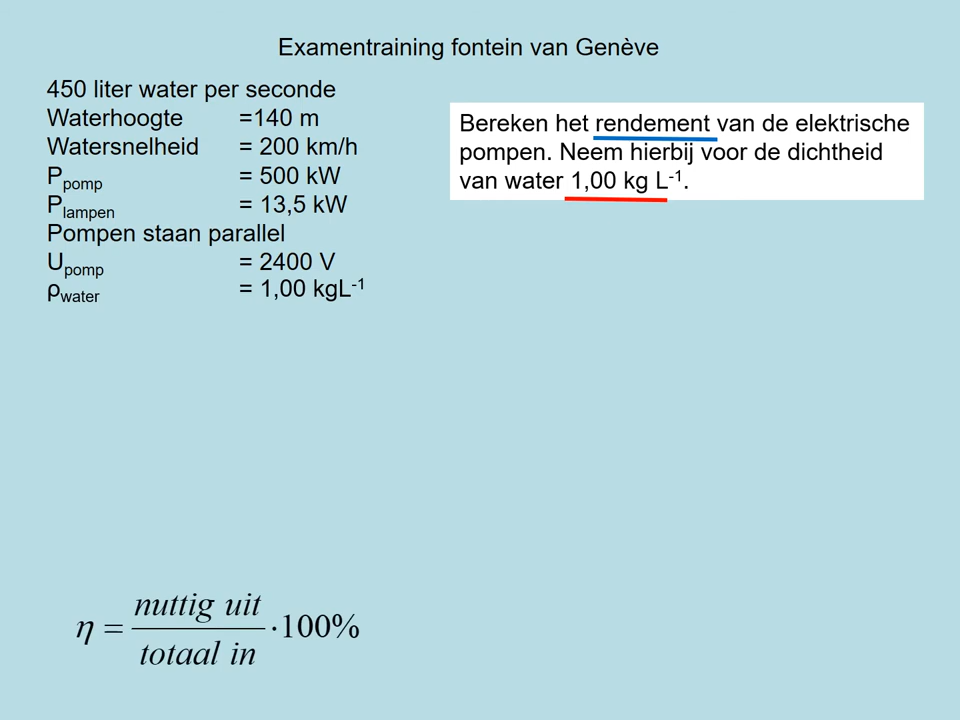 Examentraining fontein van Genève
450 liter water per seconde
Waterhoogte =140 m
Watersnelheid = 200 km/h
Ppomp = 500 kW
Plampen = 13,5 kW
Pompen staan parallel
Upomp = 2400 V
ρwater = 1,00 kgL-1
Bereken het rendement van de elektrische
pompen. Neem hierbij voor de dichtheid
van water 1,00 kg L-1.
η = nuttig uit / totaal in · 100%